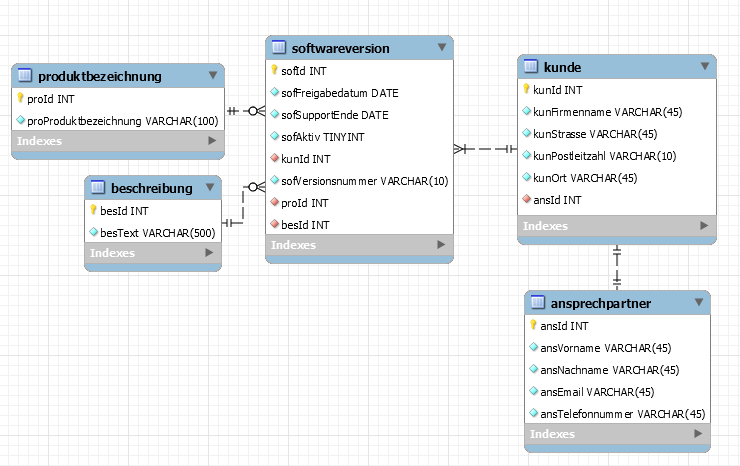 produktbezeichnung
proId INT
proProduktbezeichnung VARCHAR(100)
Indexes
beschreibung
besId INT
besText VARCHAR(500)
Indexes
softwareversion
sofId INT
sofFreigabedatum DATE
sofSupportEnde DATE
sofAktiv TINYINT
kunId INT
sofVersionsnummer VARCHAR(10)
proId INT
besId INT
Indexes
kunde
kunId INT
kunFirmenname VARCHAR(45)
kunStrasse VARCHAR(45)
kunPostleitzahl VARCHAR(10)
kunOrt VARCHAR(45)
ansId INT
Indexes
ansprechpartner
ansId INT
ansVorname VARCHAR(45)
ansNachname VARCHAR(45)
ansEmail VARCHAR(45)
ansTelefonnummer VARCHAR(45)
Indexes